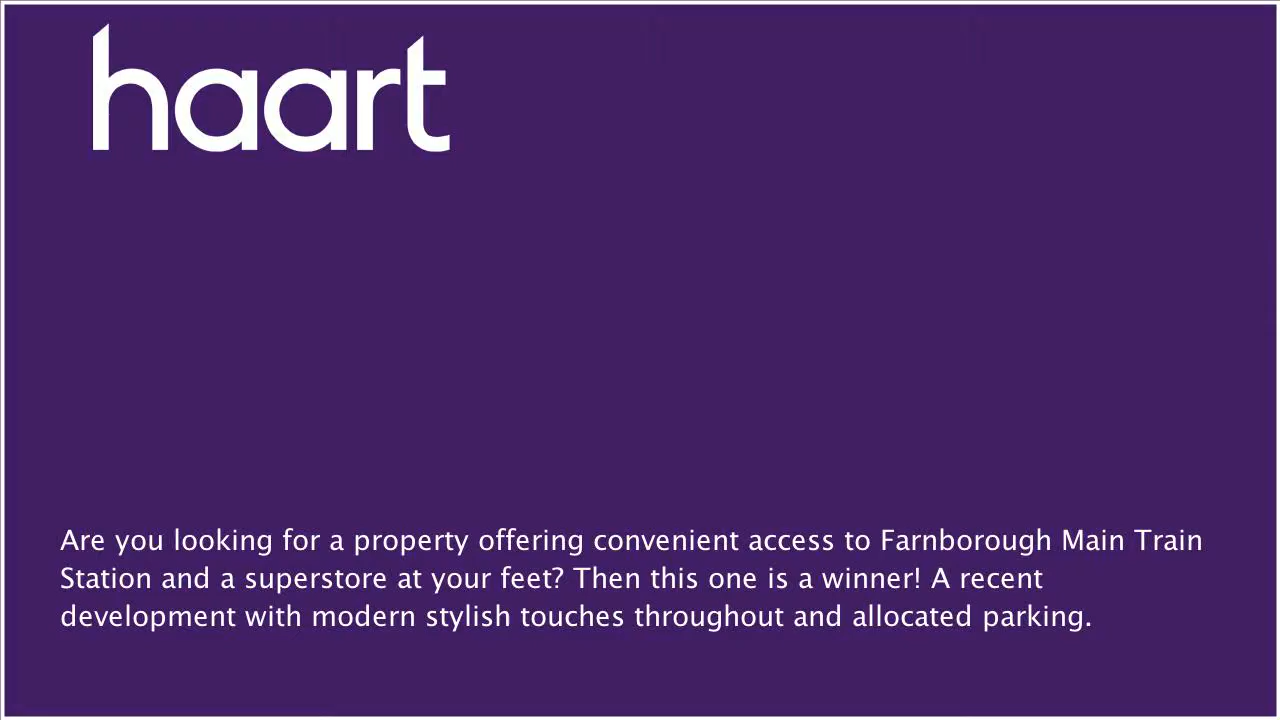 haart
Are you looking for a property offering convenient access to Farnborough Main Train
Station and a superstore at your feet? Then this one is a winner! A recent
development with modern stylish touches throughout and allocated parking.